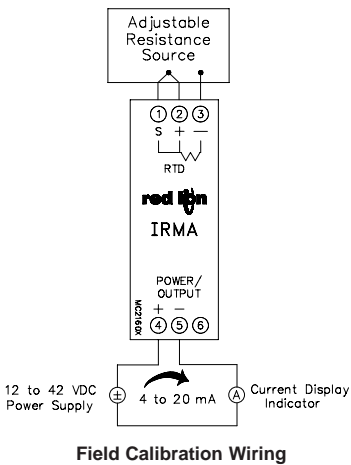 Adjustable
Resistance
Source
1 2 3
S + —
RTD
red lion
IRMA
POWER/
OUTPUT
MC2160X
+ —
4 5 6
12 to 42 VDC
Power Supply
±
4 to 20 mA
A
Current Display
Indicator
Field Calibration Wiring